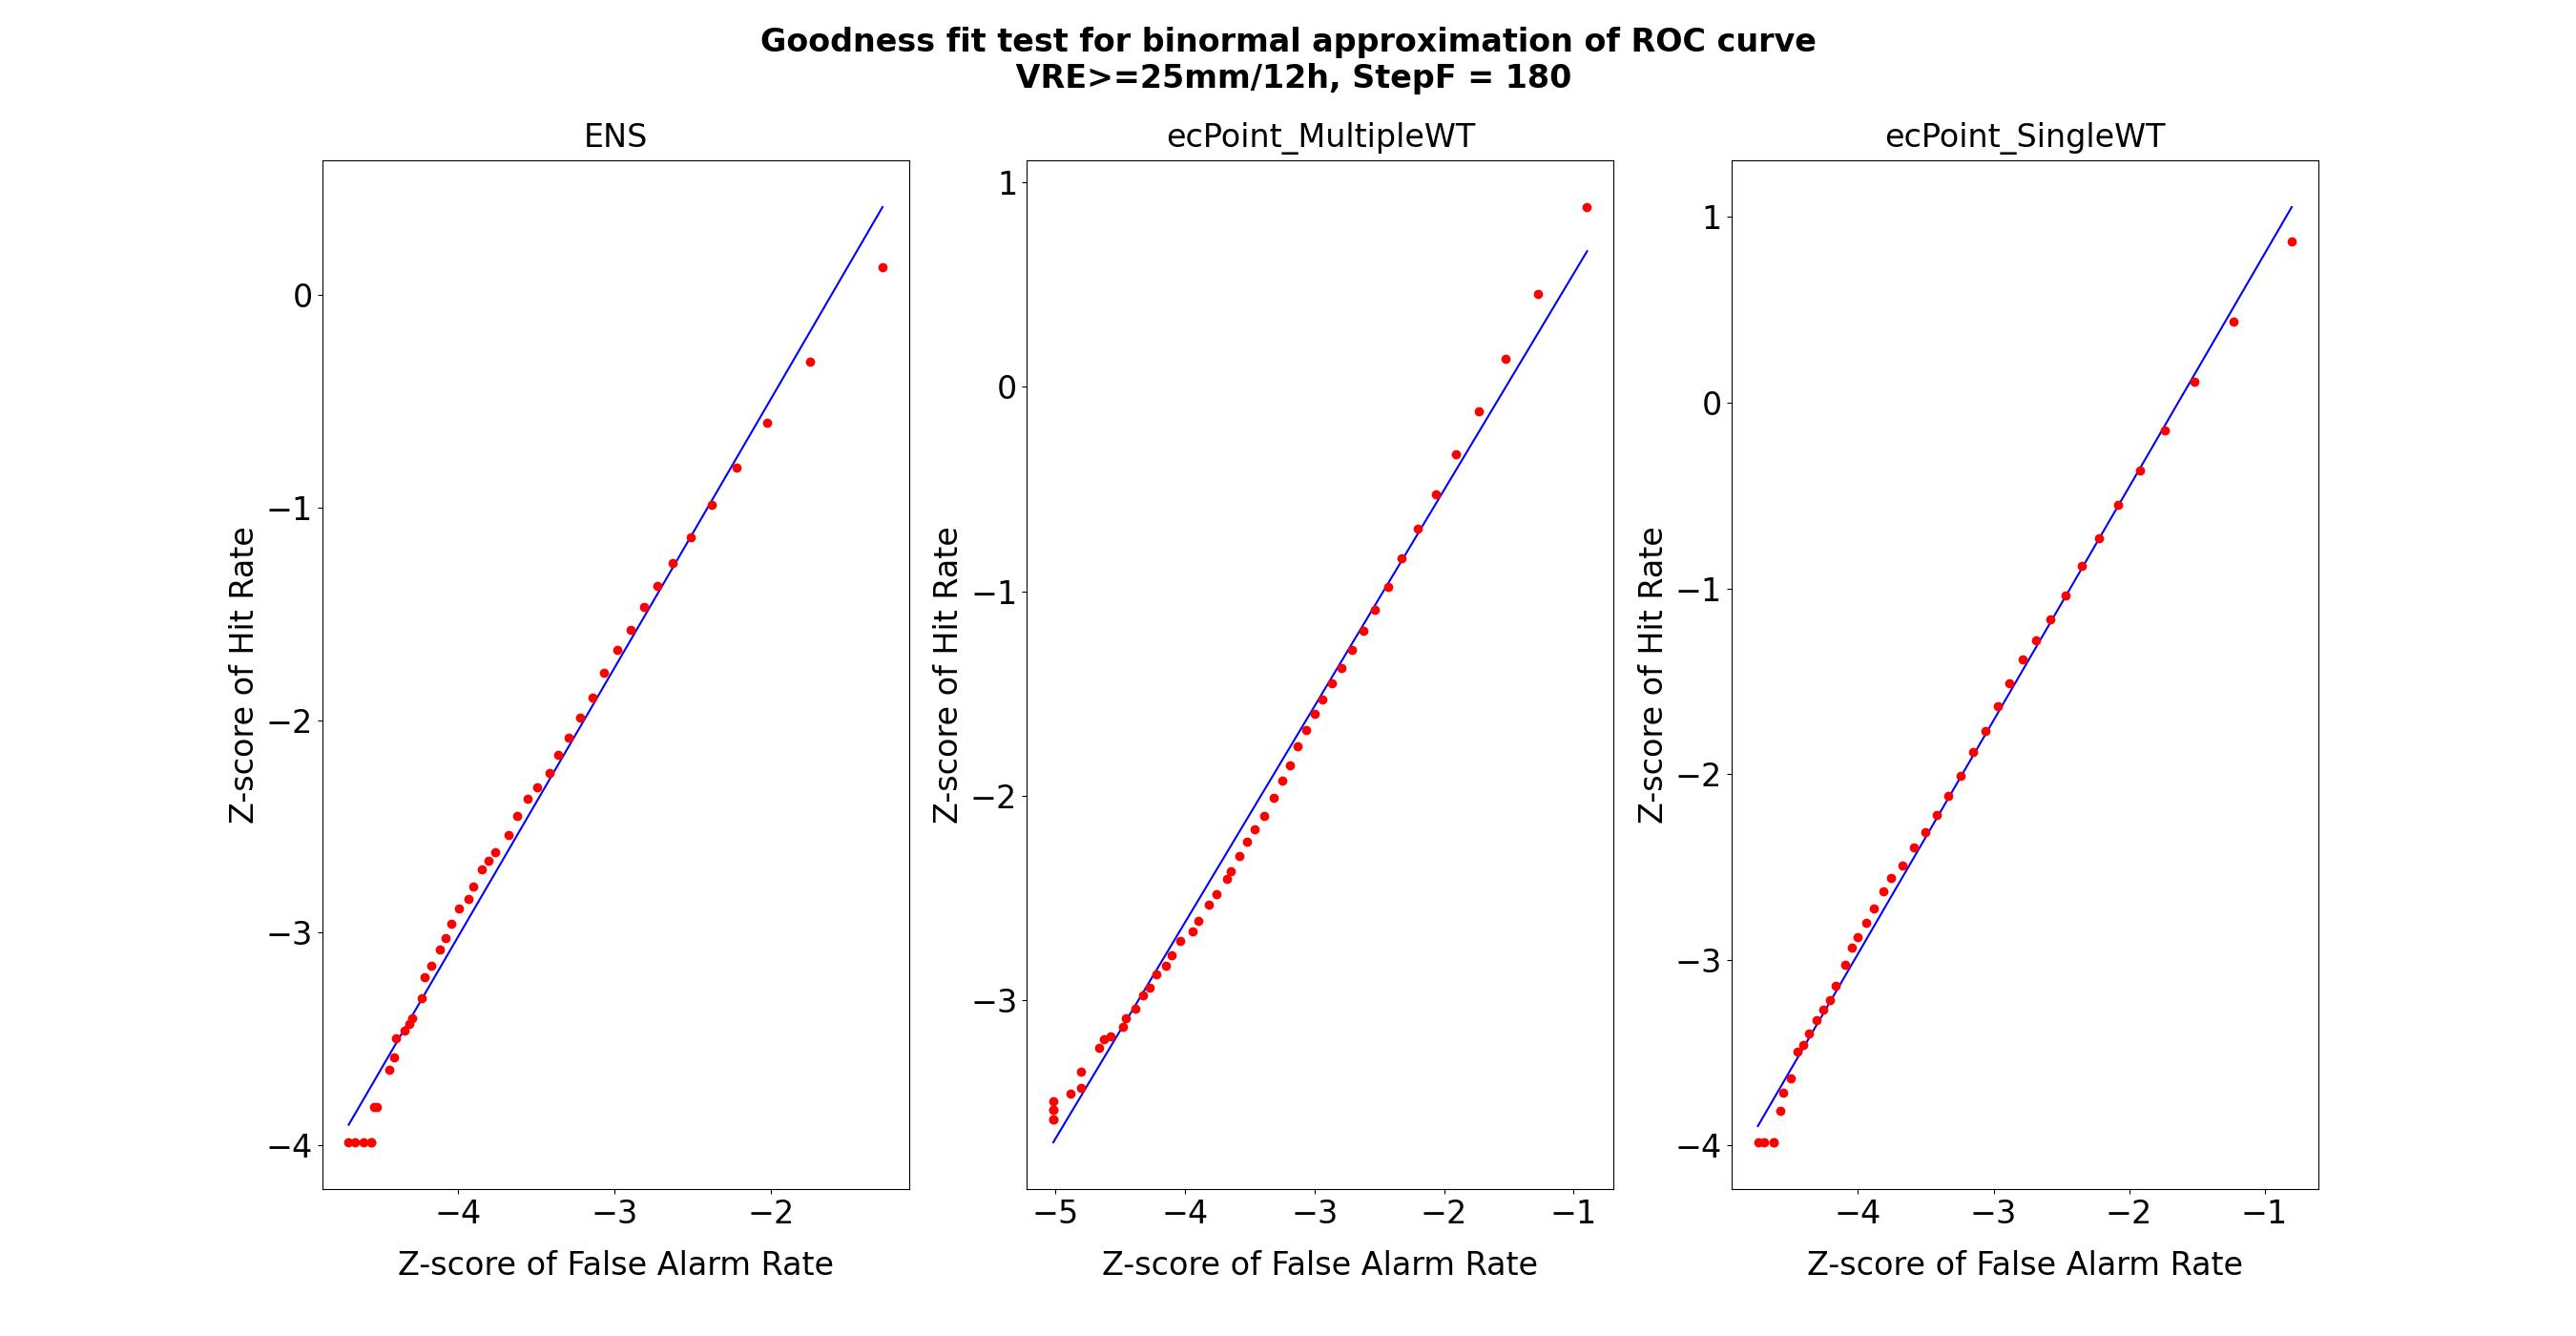 Goodness fit test for binormal approximation of ROC curve
VRE>=25mm/12h, StepF = 180
ENS
0
−1
−2
−3
−4
−4 −3 −2
Z-score of Hit Rate
Z-score of False Alarm Rate
ecPoint_MultipleWT
1
0
−1
−2
−3
−5 −4 −3 −2 −1
Z-score of Hit Rate
Z-score of False Alarm Rate
ecPoint_SingleWT
1
0
−1
−2
−3
−4
−4 −3 −2 −1
Z-score of Hit Rate
Z-score of False Alarm Rate